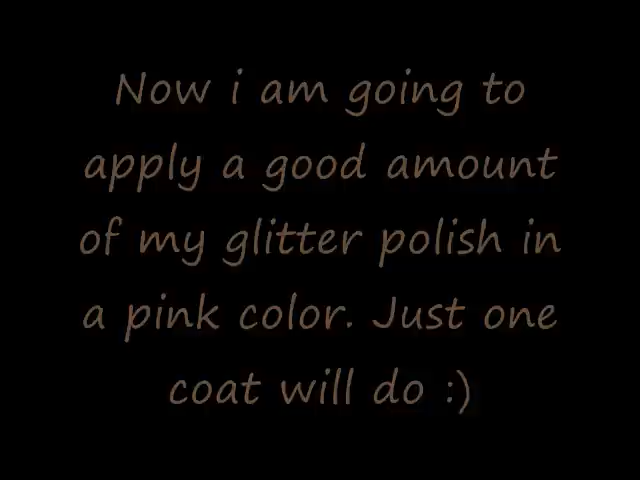 Now i am going to
apply a good amount
of my glitter polish in
a pink color. Just one
coat will do :)